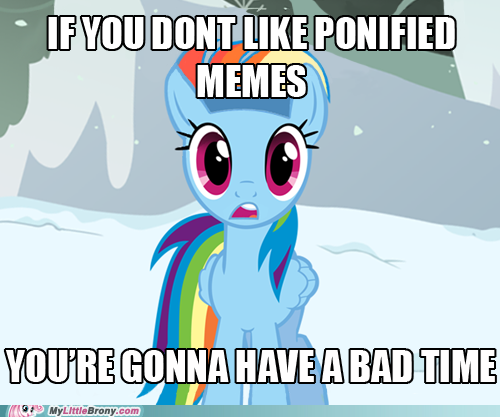 IF YOU DONT LIKE PONIFIED
MEMES
YOU'RE GONNA HAVE A BAD TIME
MyLittleBrony.com